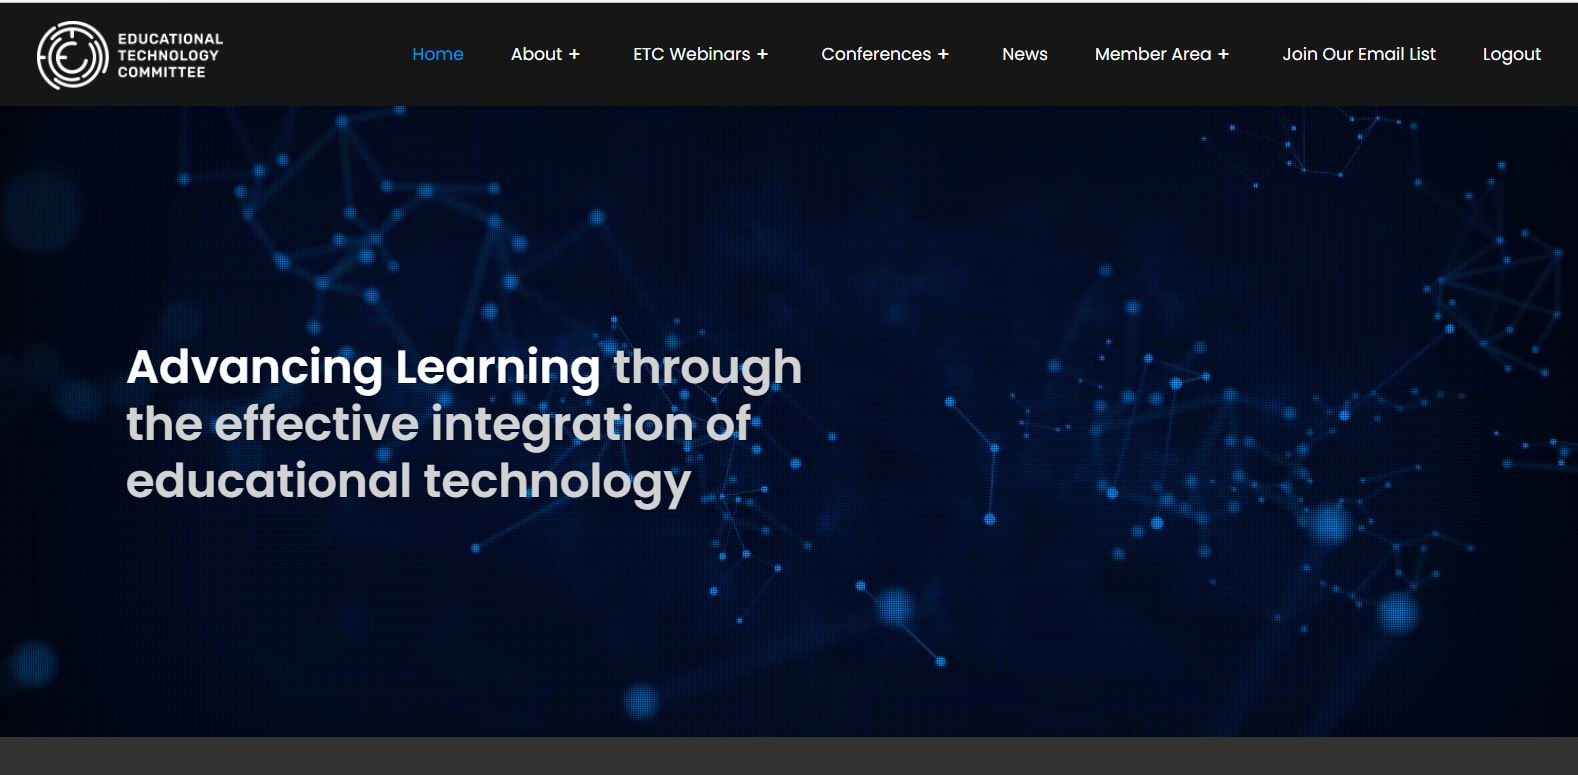 EDUCATIONAL
TECHNOLOGY
COMMITTEE
Home About + ETC Webinars + Conferences + News Member Area + Join Our Email List Logout
Advancing Learning through
the effective integration of
educational technology